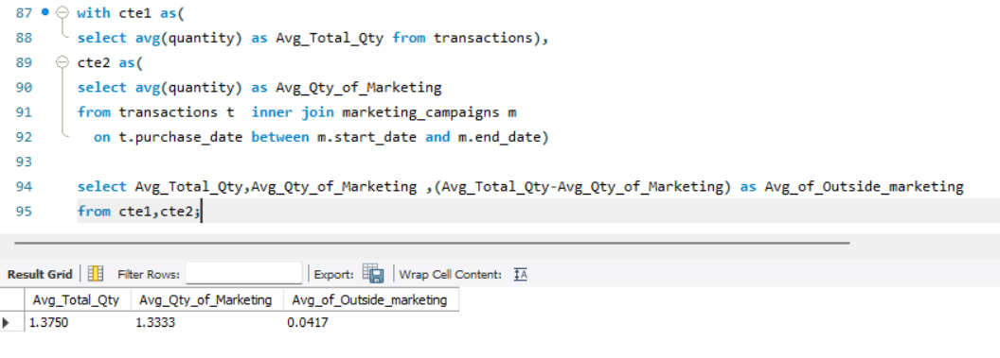 87 with cte1 as(
88 select avg(quantity) as Avg_Total_Qty from transactions),
89 cte2 as(
90 select avg(quantity) as Avg_Qty_of_Marketing
91 from transactions t  inner join marketing_campaigns m
92 on t.purchase_date between m.start_date and m.end_date)
93
94 select Avg_Total_Qty,Avg_Qty_of_Marketing ,(Avg_Total_Qty-Avg_Qty_of_Marketing) as Avg_of_Outside_marketing
95 from cte1,cte2;
Result Grid Filter Rows: Export: Wrap Cell Content: IA
Avg_Total_Qty Avg_Qty_of_Marketing Avg_of_Outside_marketing
1.3750 1.3333 0.0417